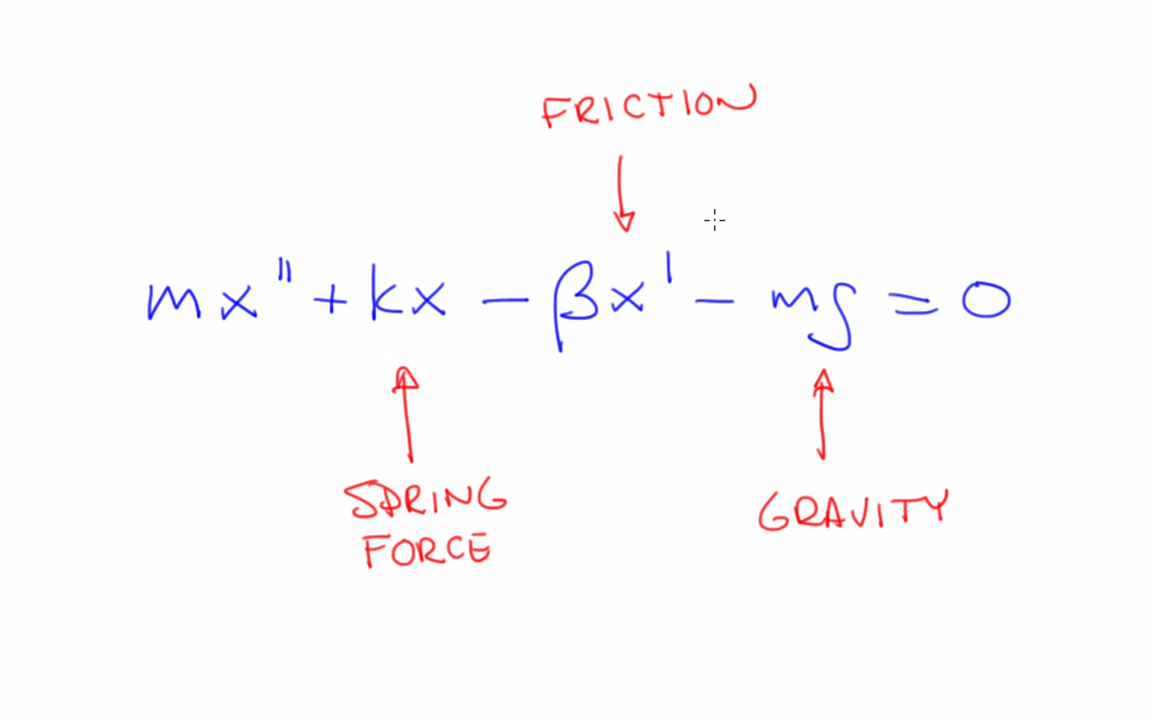 FRICTION
mx'' + kx − βx' − mg = 0
SPRING
FORCE
GRAVITY